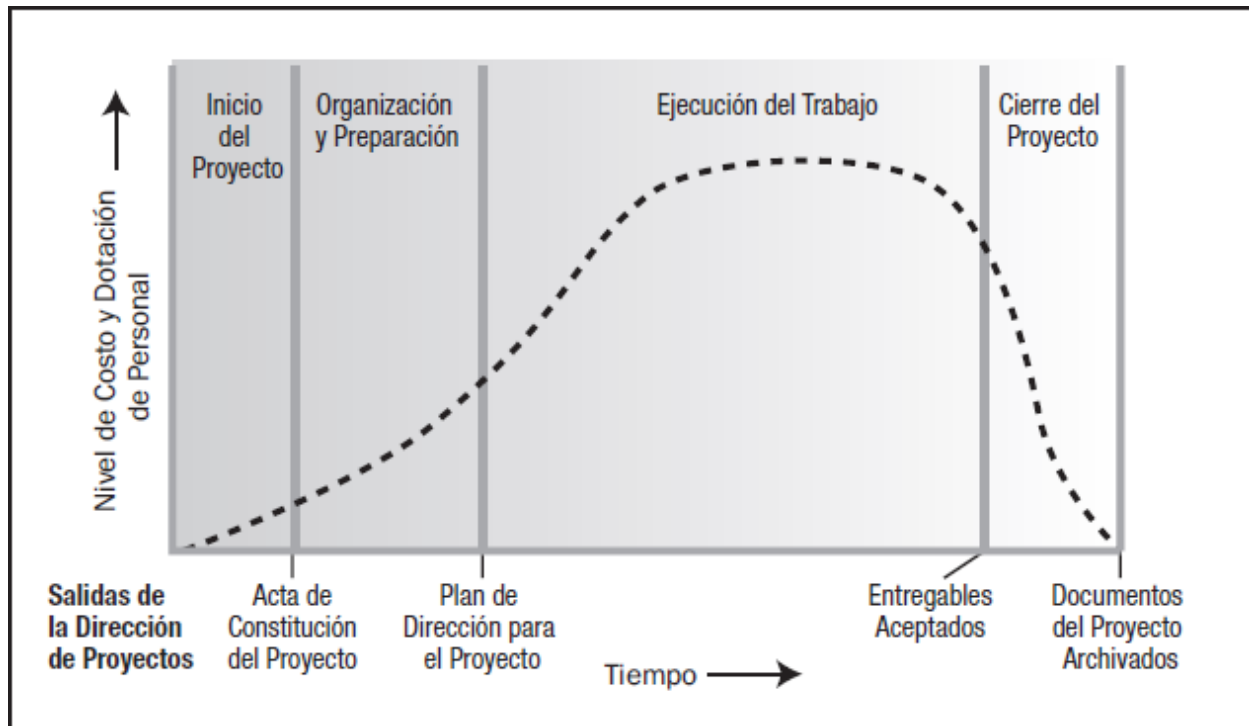 Inicio
del
Proyecto
Organización
y Preparación
Ejecución del Trabajo
Cierre del
Proyecto
Nivel de Costo y Dotación
de Personal
Salidas de
la Dirección
de Proyectos
Acta de
Constitución
del Proyecto
Plan de
Dirección para
el Proyecto
Tiempo
Entregables
Aceptados
Documentos
del Proyecto
Archivados